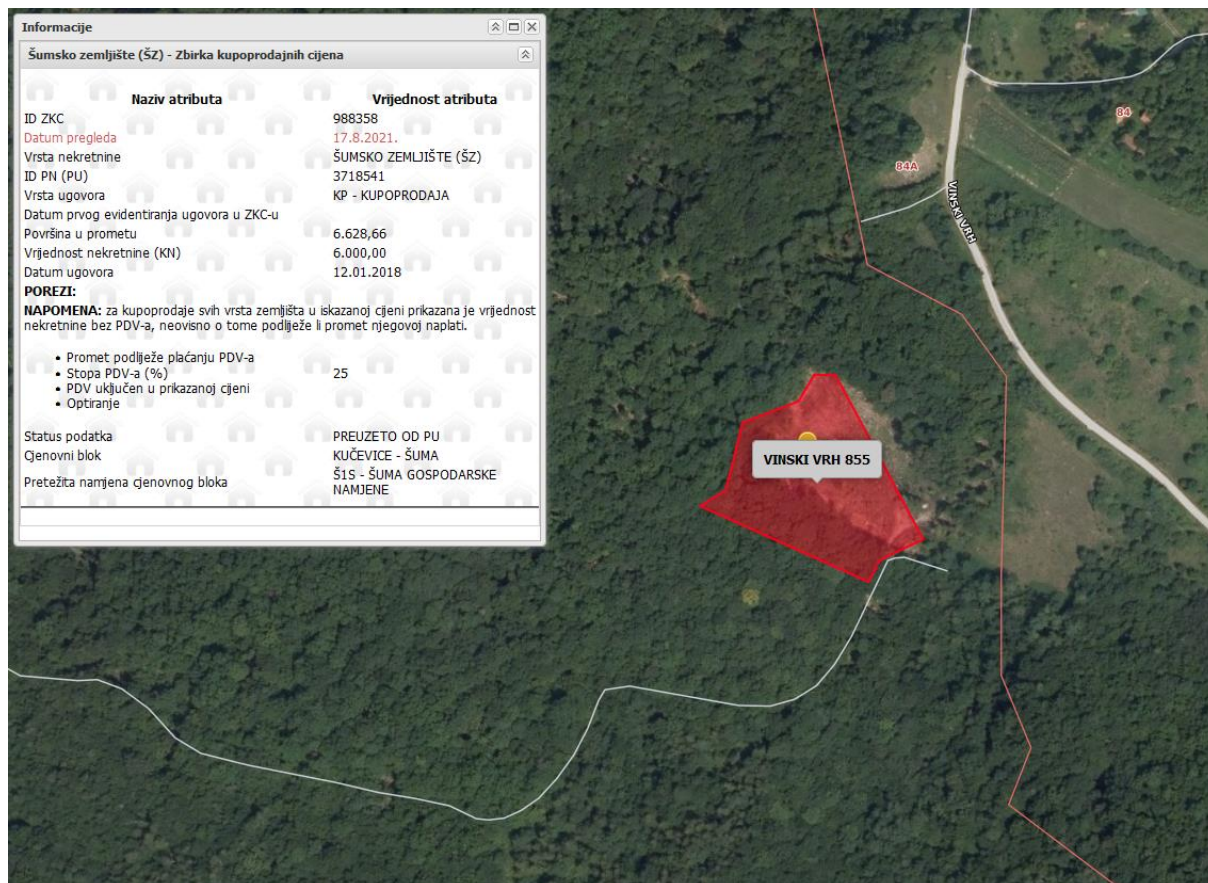 Informacije
Šumsko zemljište (ŠZ) - Zbirka kupoprodajnih cijena
Naziv atributa Vrijednost atributa
ID ZKC 988358
Datum pregleda 17.8.2021.
Vrsta nekretnine ŠUMSKO ZEMLJIŠTE (ŠZ)
ID PN (PU) 3718541
Vrsta ugovora KP - KUPOPRODAJA
Datum prvog evidentiranja ugovora u ZKC-u
Površina u prometu 6.628,66
Vrijednost nekretnine (KN) 6.000,00
Datum ugovora 12.01.2018
POREZI:
NAPOMENA: za kupoprodaje svih vrsta zemljišta u iskazanoj cijeni prikazana je vrijednost
nekretnine bez PDV-a, neovisno o tome podliježe li promet njegovoj naplati.
• Promet podliježe plaćanju PDV-a
• Stopa PDV-a (%) 25
• PDV uključen u prikazanoj cijeni
• Optiranje
Status podatka PREUZETO OD PU
Cjenovni blok KUČEVICE - ŠUMA
Pretežita namjena cjenovnog bloka Š1S - ŠUMA GOSPODARSKE
NAMJENE
84
84A
VINSKI VRH
VINSKI VRH 855